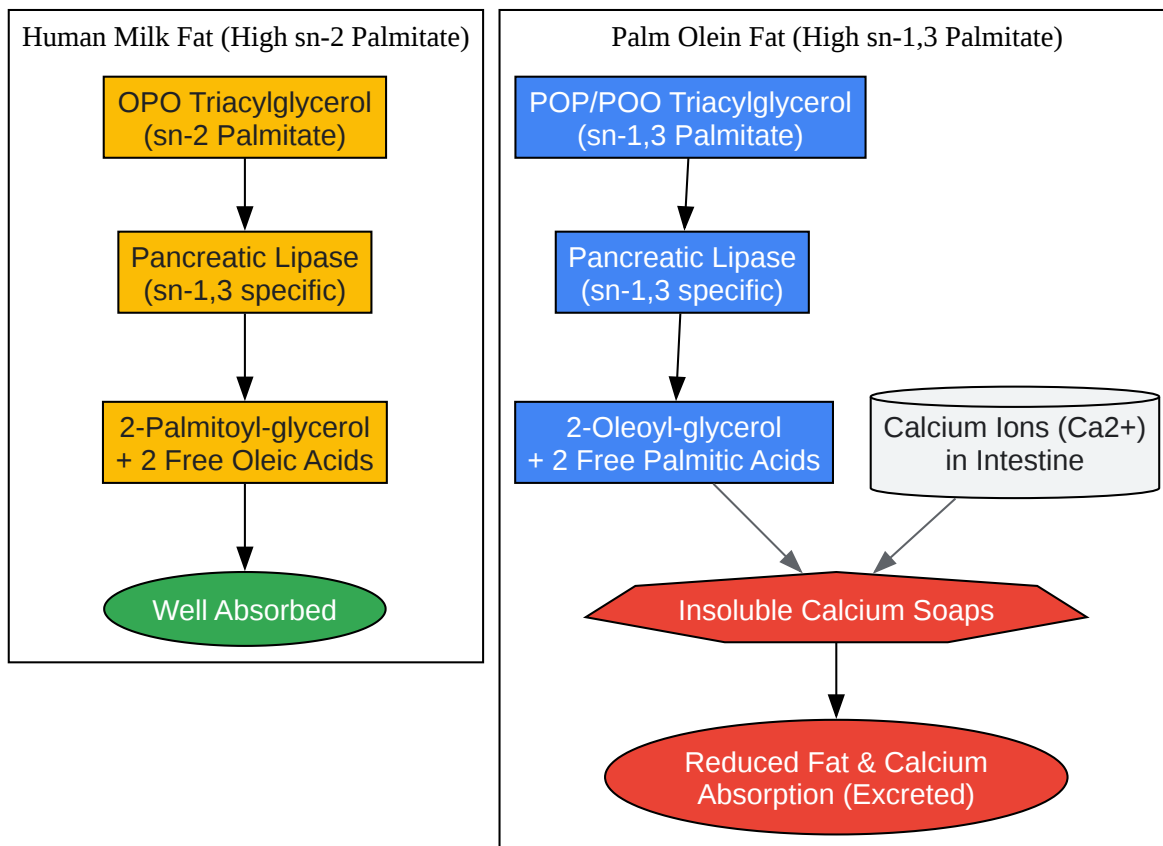 Human Milk Fat (High sn-2 Palmitate)
OPO Triacylglycerol
(sn-2 Palmitate)
Pancreatic Lipase
(sn-1,3 specific)
2-Palmitoyl-glycerol
+ 2 Free Oleic Acids
Well Absorbed
Palm Olein Fat (High sn-1,3 Palmitate)
POP/POO Triacylglycerol
(sn-1,3 Palmitate)
Pancreatic Lipase
(sn-1,3 specific)
2-Oleoyl-glycerol
+ 2 Free Palmitic Acids
Calcium Ions (Ca2+)
in Intestine
Insoluble Calcium Soaps
Reduced Fat & Calcium
Absorption (Excreted)